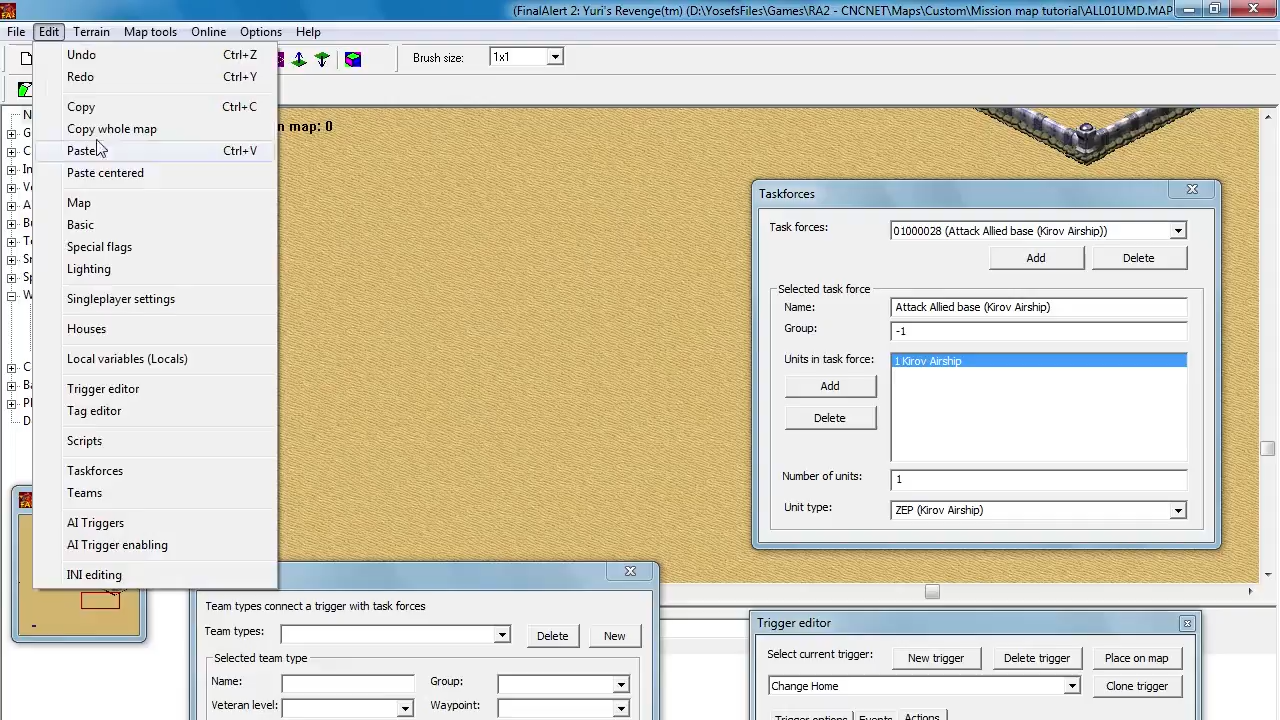 (FinalAlert 2: Yuri's Revenge(tm) (D:\YosefsFiles\Games\RA2 - CNCNET\Maps\Custom\Mission map tutorial\ALL01UMD.MAP
File Edit Terrain Map tools Online Options Help
Brush size: 1x1
Undo Ctrl+Z
Redo Ctrl+Y
Copy Ctrl+C
Copy whole map
Paste Ctrl+V
Paste centered
Map
Basic
Special flags
Lighting
Singleplayer settings
Houses
Local variables (Locals)
Trigger editor
Tag editor
Scripts
Taskforces
Teams
AI Triggers
AI Trigger enabling
INI editing
n map: 0
Taskforces
Task forces: 01000028 (Attack Allied base (Kirov Airship))
Add Delete
Selected task force
Name: Attack Allied base (Kirov Airship)
Group: -1
Units in task force: 1 Kirov Airship
Add
Delete
Number of units: 1
Unit type: ZEP (Kirov Airship)
Team types connect a trigger with task forces
Team types: Delete New
Selected team type
Name: Group:
Veteran level: Waypoint:
Trigger editor
Select current trigger: New trigger Delete trigger Place on map
Change Home Clone trigger
Trigger options Events Actions